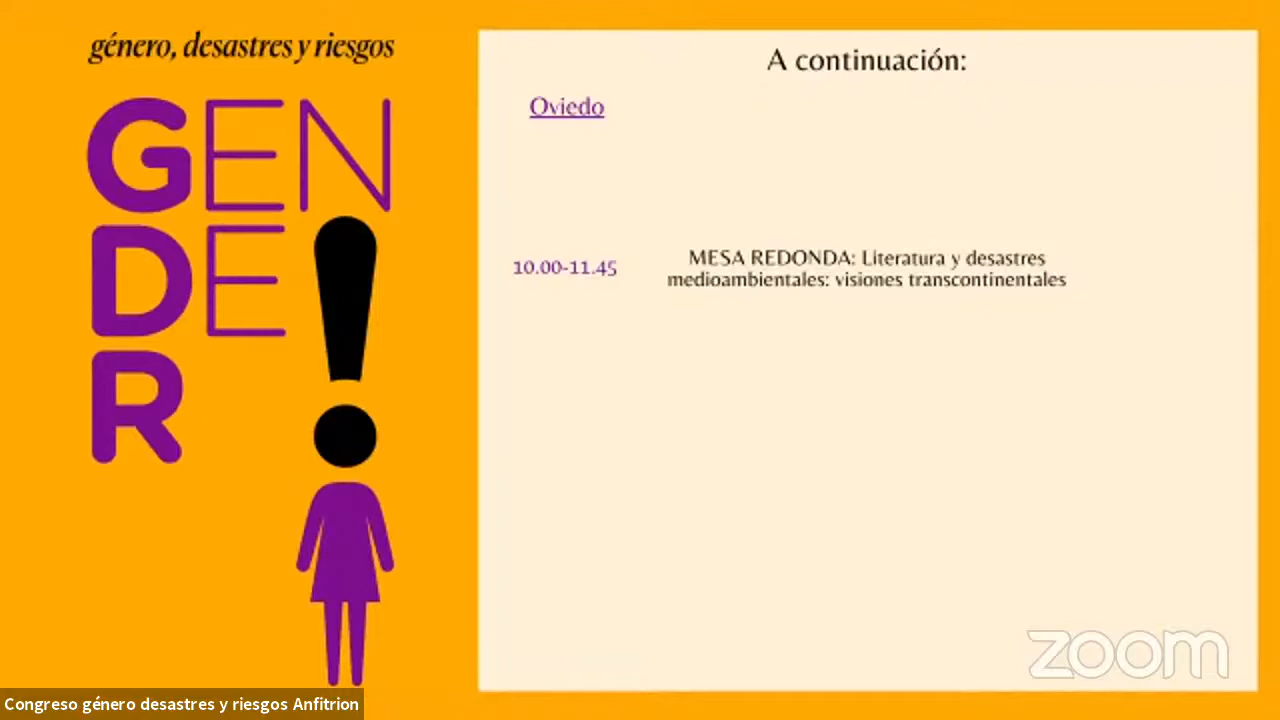 género, desastres y riesgos
GEN
DE!
R
A continuación:
Oviedo
10.00-11.45
MESA REDONDA: Literatura y desastres
medioambientales: visiones transcontinentales
zoom
Congreso género desastres y riesgos Anfitrion